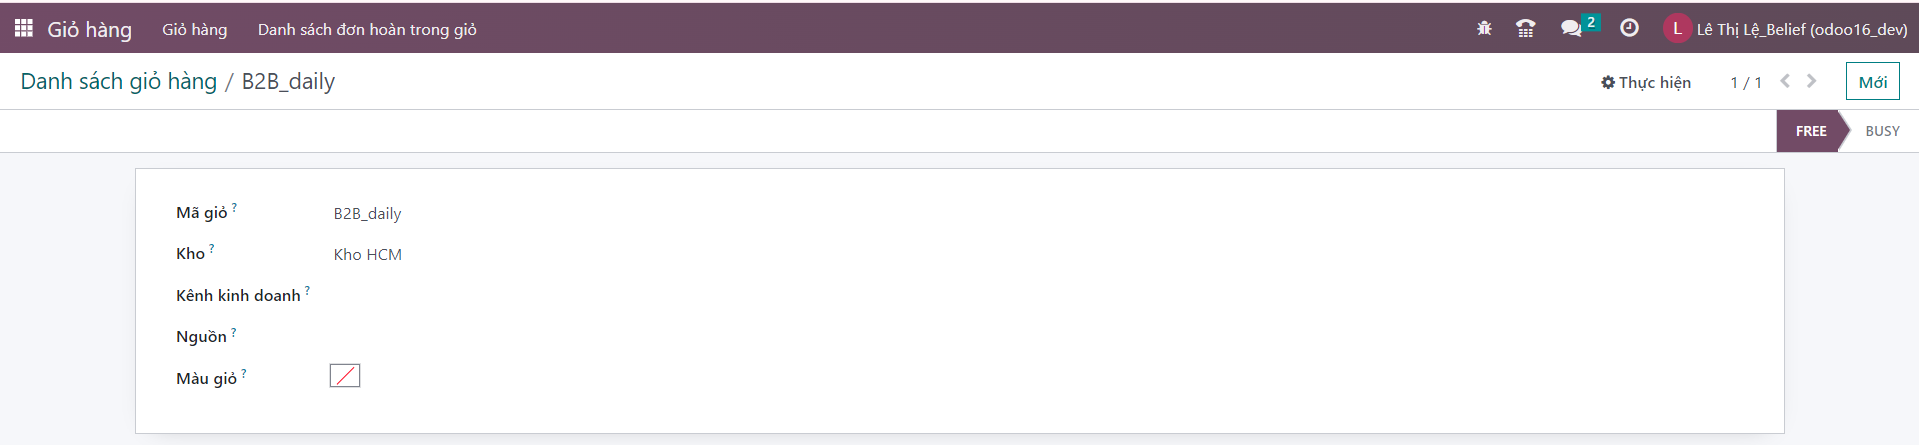 Giỏ hàng Giỏ hàng Danh sách đơn hoàn trong giỏ 2 L Lê Thị Lệ_Belief (odoo16_dev)
Danh sách giỏ hàng / B2B_daily Thực hiện 1 / 1 Mới
FREE BUSY
Mã giỏ ? B2B_daily
Kho ? Kho HCM
Kênh kinh doanh ?
Nguồn ?
Màu giỏ ?